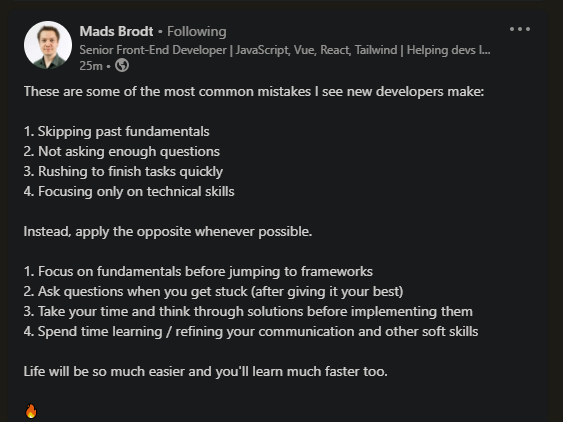 Mads Brodt • Following
Senior Front-End Developer | JavaScript, Vue, React, Tailwind | Helping devs l...
25m •
These are some of the most common mistakes I see new developers make:
1. Skipping past fundamentals
2. Not asking enough questions
3. Rushing to finish tasks quickly
4. Focusing only on technical skills
Instead, apply the opposite whenever possible.
1. Focus on fundamentals before jumping to frameworks
2. Ask questions when you get stuck (after giving it your best)
3. Take your time and think through solutions before implementing them
4. Spend time learning / refining your communication and other soft skills
Life will be so much easier and you'll learn much faster too.
🔥